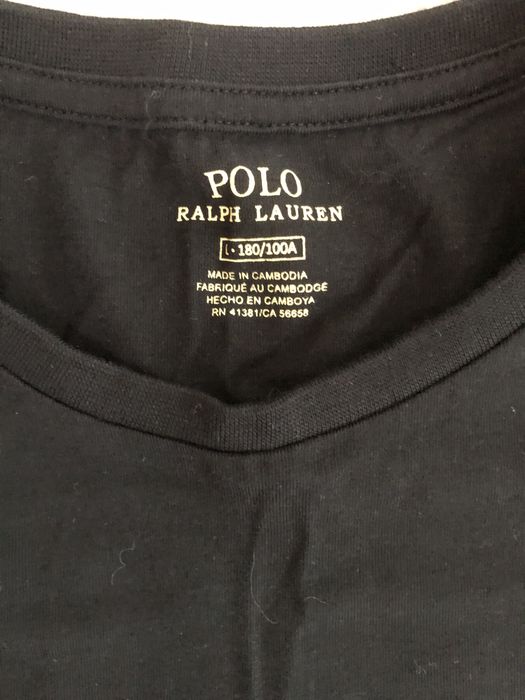 POLO
RALPH LAUREN
L · 180/100A
MADE IN CAMBODIA
FABRIQUÉ AU CAMBODGE
HECHO EN CAMBOYA
RN 41381/CA 56658